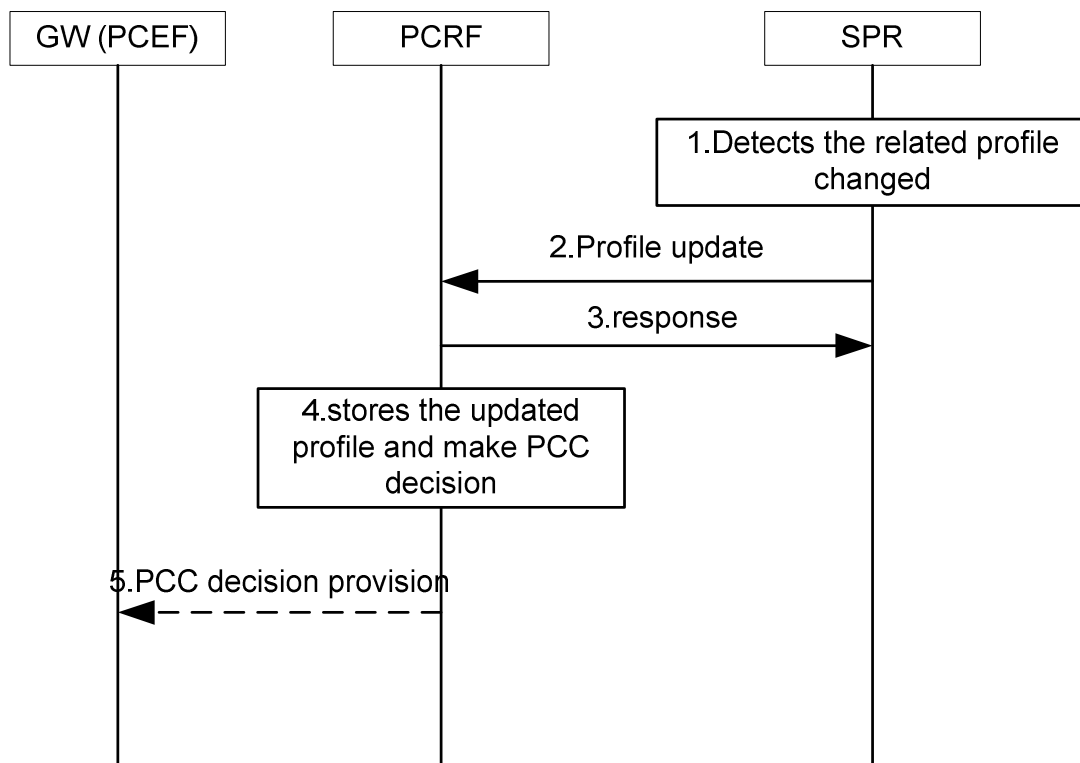 GW (PCEF)
PCRF
SPR
1.Detects the related profile
changed
2.Profile update
3.response
4.stores the updated
profile and make PCC
decision
5.PCC decision provision